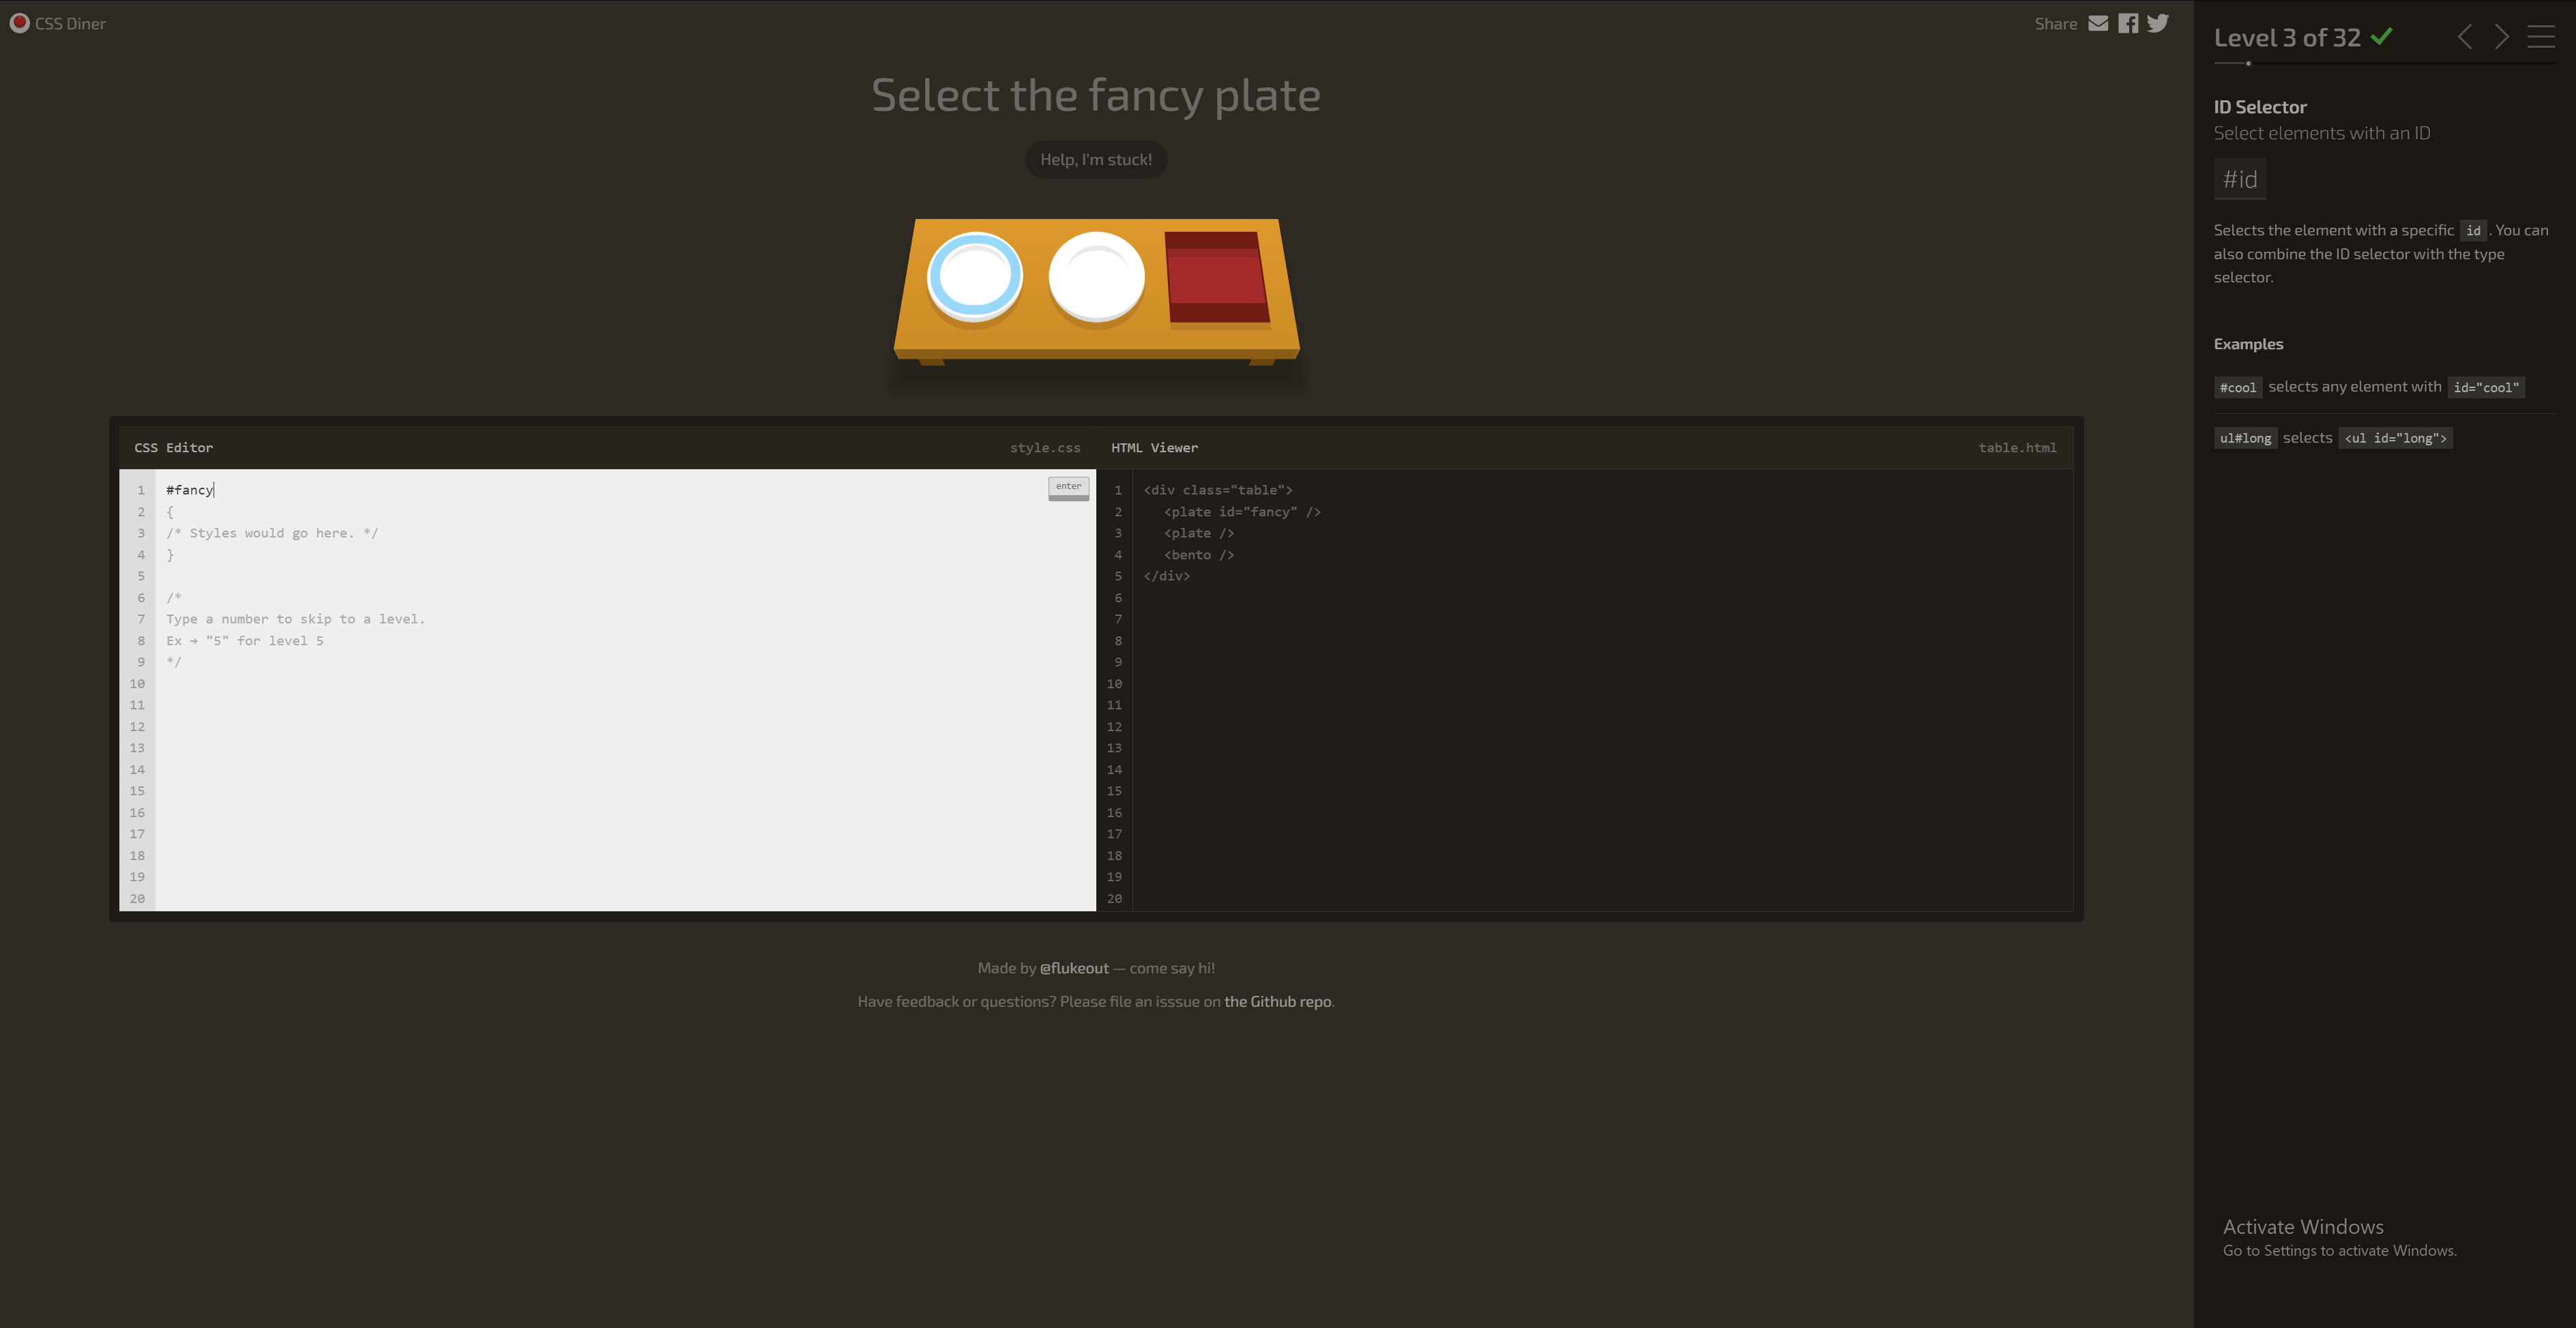 CSS Diner
Share
Select the fancy plate
Help, I'm stuck!
CSS Editor
style.css
1 #fancy
enter
2 {
3 /* Styles would go here. */
4 }
5
6 /*
7 Type a number to skip to a level.
8 Ex → "5" for level 5
9 */
10
11
12
13
14
15
16
17
18
19
20
HTML Viewer
table.html
1 <div class="table">
2 <plate id="fancy" />
3 <plate />
4 <bento />
5 </div>
6
7
8
9
10
11
12
13
14
15
16
17
18
19
20
Made by @flukeout — come say hi!
Have feedback or questions? Please file an isssue on the Github repo.
Level 3 of 32
ID Selector
Select elements with an ID
#id
Selects the element with a specific id . You can
also combine the ID selector with the type
selector.
Examples
#cool selects any element with id="cool"
ul#long selects <ul id="long">
Activate Windows
Go to Settings to activate Windows.